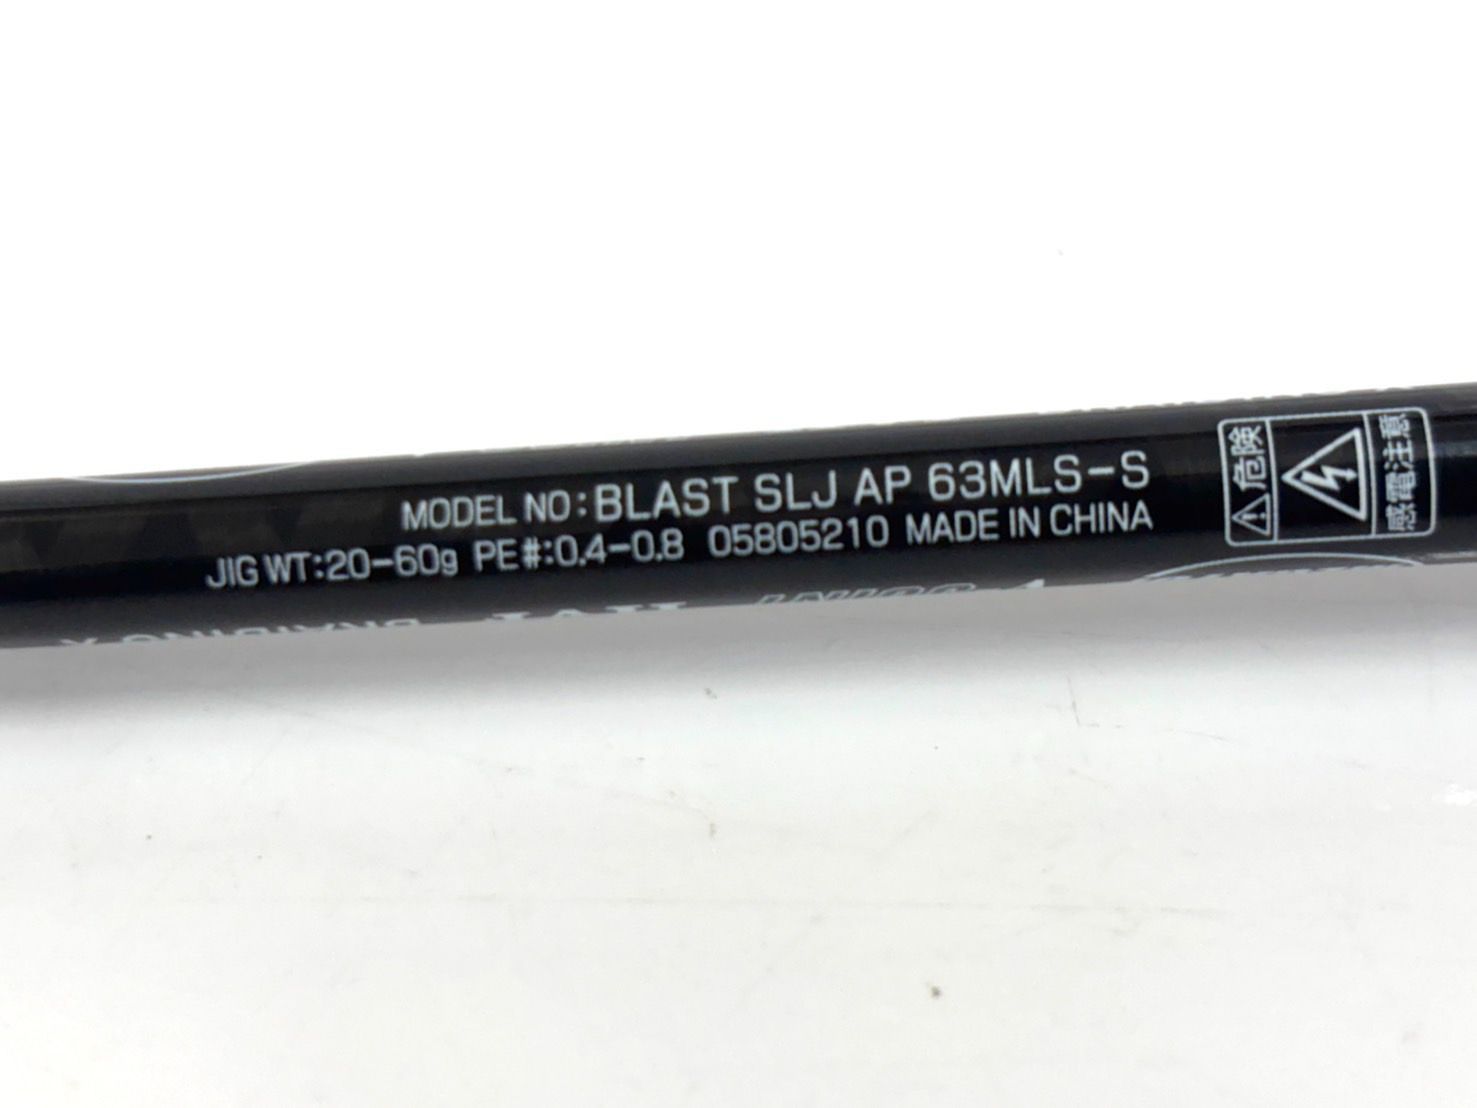 MODEL NO:BLAST SLJ AP 63MLS-S
JIG WT:20-60g PE#:0.4-0.8 05805210 MADE IN CHINA
危険
感電注意